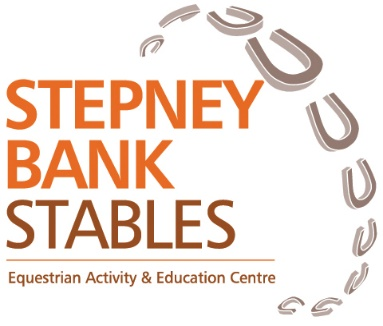 STEPNEY
BANK
STABLES
Equestrian Activity & Education Centre